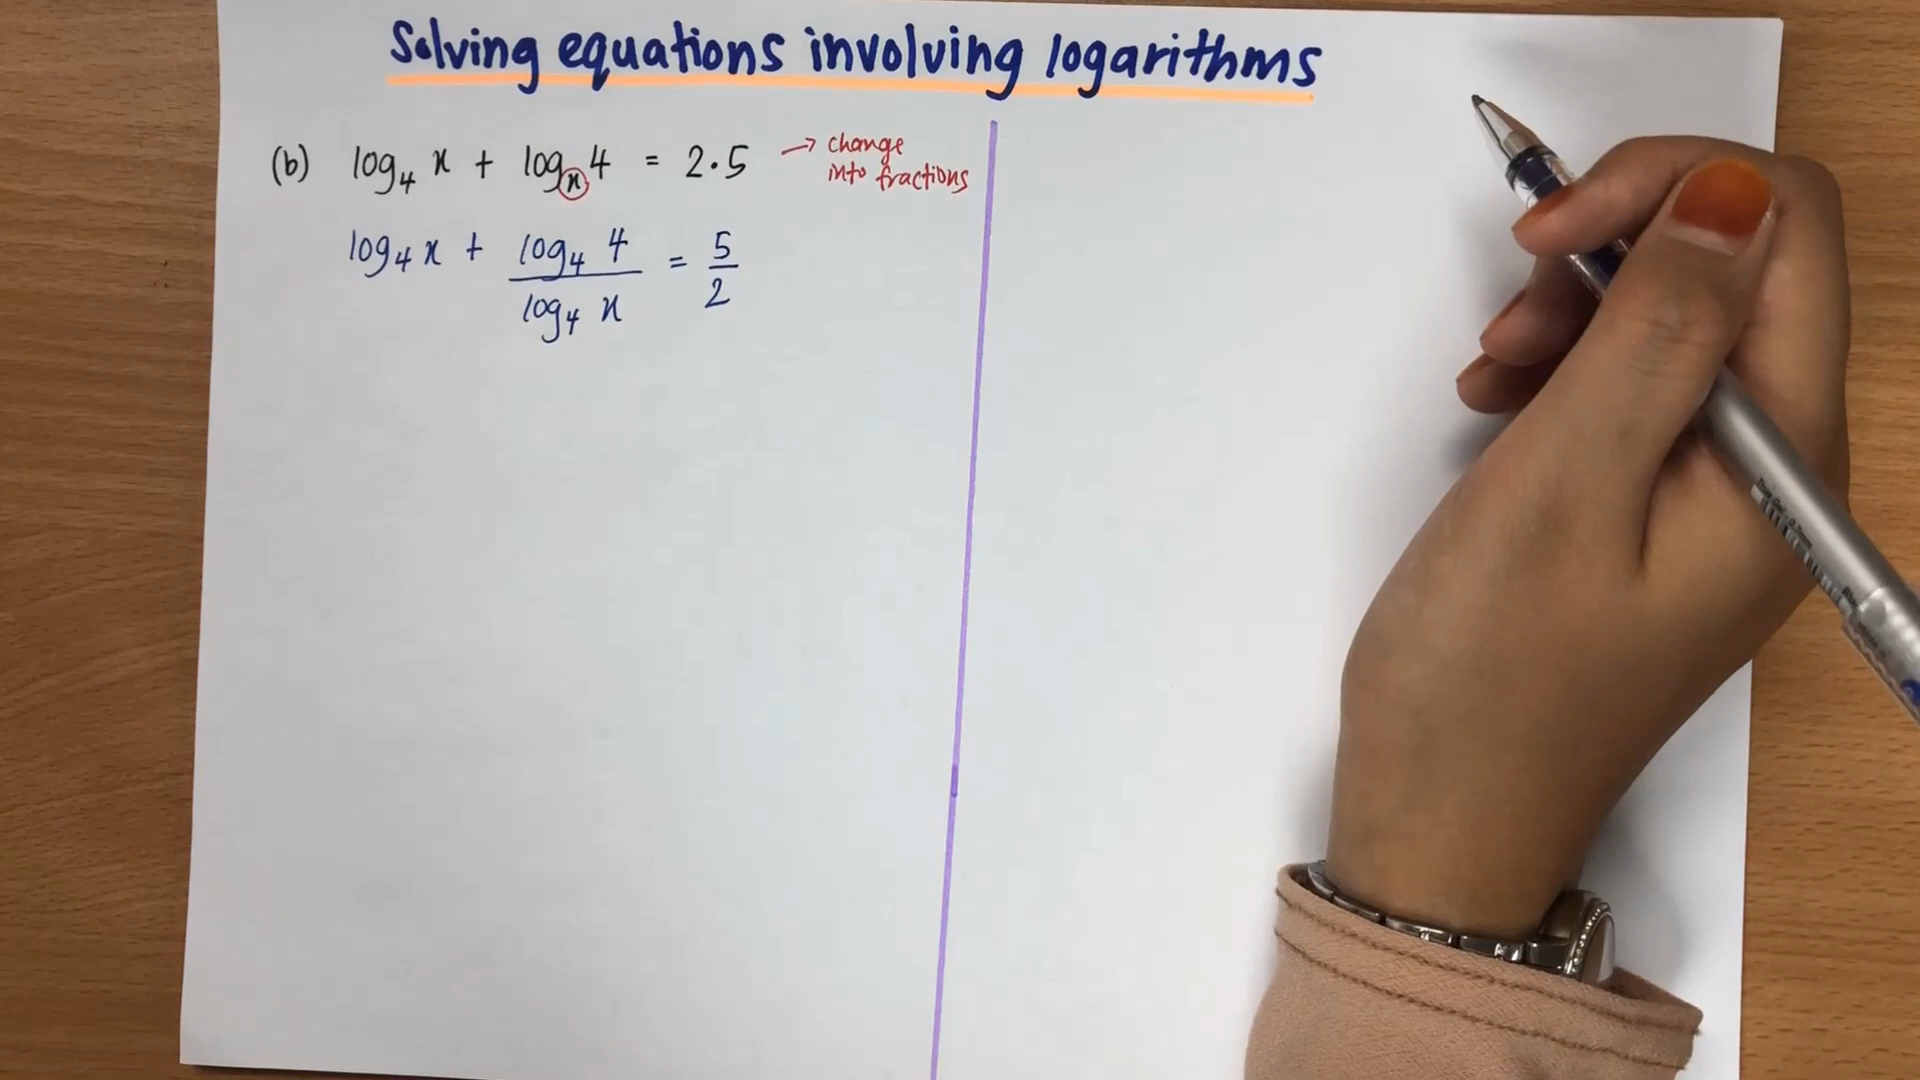 Solving equations involving logarithms
(b) log₄ x + logₓ 4 = 2.5 → change
into fractions
log₄ x + log₄ 4 / log₄ x = 5/2